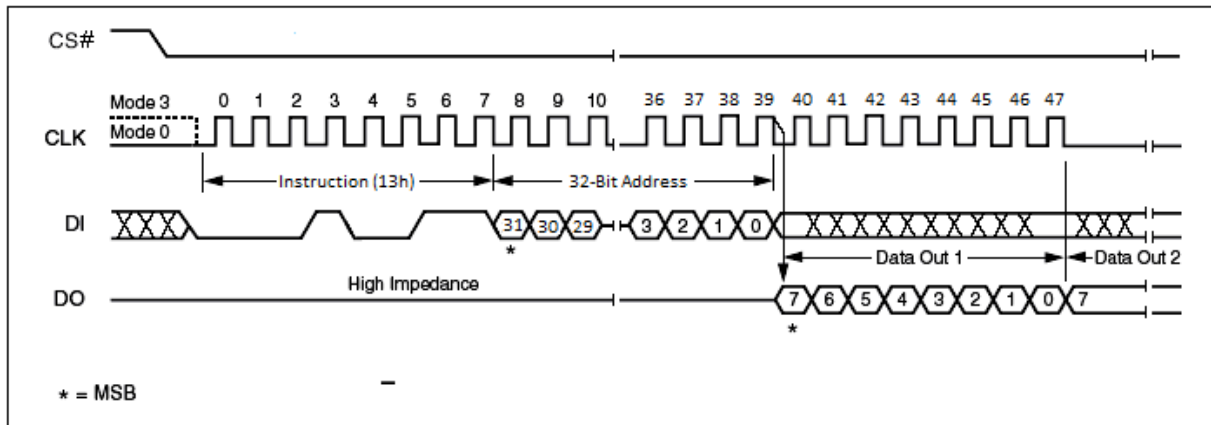 CS#
Mode 3
0 1 2 3 4 5 6 7 8 9 10 36 37 38 39 40 41 42 43 44 45 46 47
CLK
Mode 0
Instruction (13h)
32-Bit Address
DI
31 30 29 3 2 1 0
*
Data Out 1
Data Out 2
High Impedance
DO
7 6 5 4 3 2 1 0 7
*
* = MSB